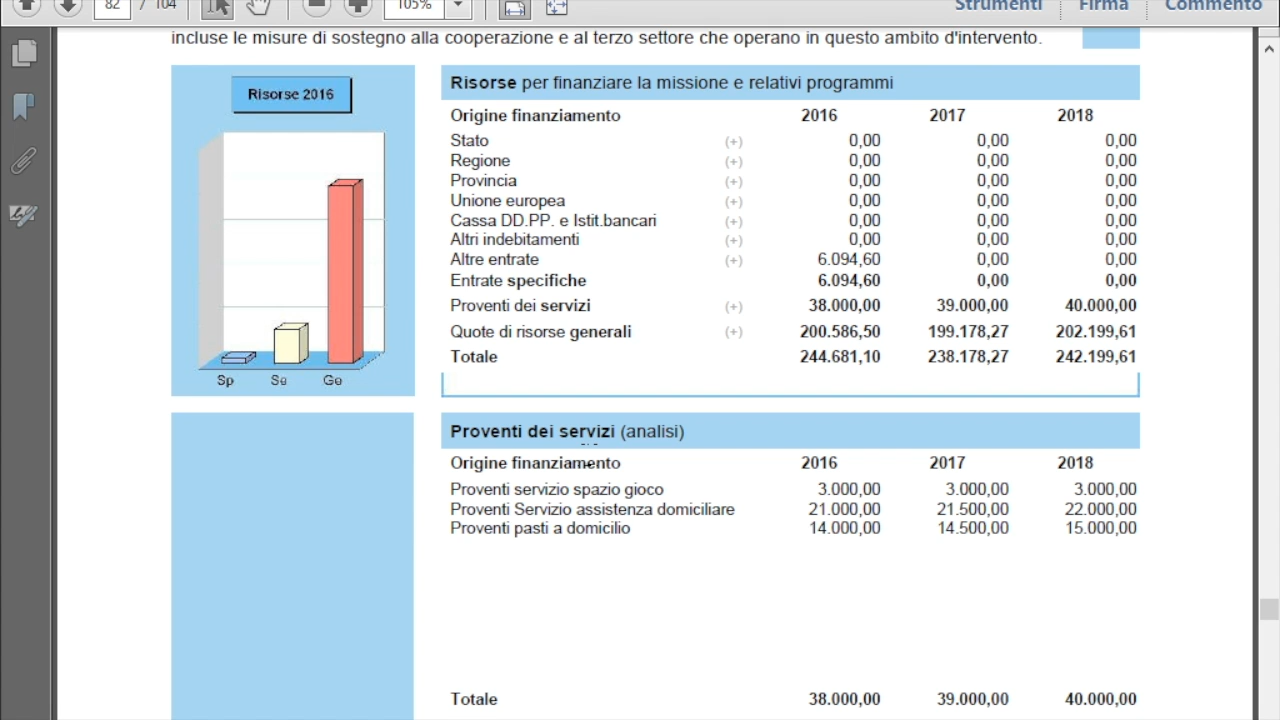 82 / 104 105% Strumenti Firma Commento
incluse le misure di sostegno alla cooperazione e al terzo settore che operano in questo ambito d'intervento.
Risorse 2016
Sp Se Ge
Risorse per finanziare la missione e relativi programmi
Origine finanziamento 2016 2017 2018
Stato (+) 0,00 0,00 0,00
Regione (+) 0,00 0,00 0,00
Provincia (+) 0,00 0,00 0,00
Unione europea (+) 0,00 0,00 0,00
Cassa DD.PP. e Istit.bancari (+) 0,00 0,00 0,00
Altri indebitamenti (+) 0,00 0,00 0,00
Altre entrate (+) 6.094,60 0,00 0,00
Entrate specifiche 6.094,60 0,00 0,00
Proventi dei servizi (+) 38.000,00 39.000,00 40.000,00
Quote di risorse generali (+) 200.586,50 199.178,27 202.199,61
Totale 244.681,10 238.178,27 242.199,61
Proventi dei servizi (analisi)
Origine finanziamento 2016 2017 2018
Proventi servizio spazio gioco 3.000,00 3.000,00 3.000,00
Proventi Servizio assistenza domiciliare 21.000,00 21.500,00 22.000,00
Proventi pasti a domicilio 14.000,00 14.500,00 15.000,00
Totale 38.000,00 39.000,00 40.000,00